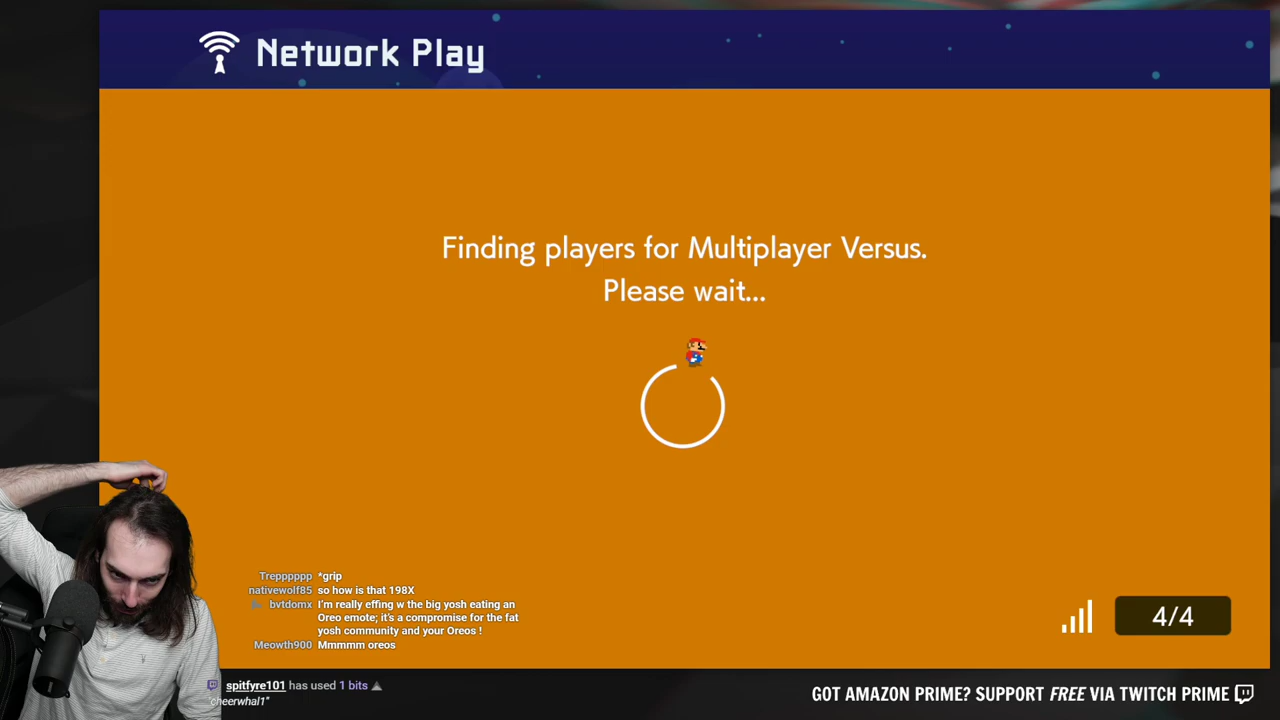 Network Play
Finding players for Multiplayer Versus.
Please wait...
Trepppppp *grip
nativewolf85 so how is that 198X
bvtdomx I'm really effing w the big yosh eating an
Oreo emote; it's a compromise for the fat
yosh community and your Oreos !
Meowth900 Mmmmm oreos
4/4
spitfyre101 has used 1 bits
cheerwhal1"
GOT AMAZON PRIME? SUPPORT FREE VIA TWITCH PRIME